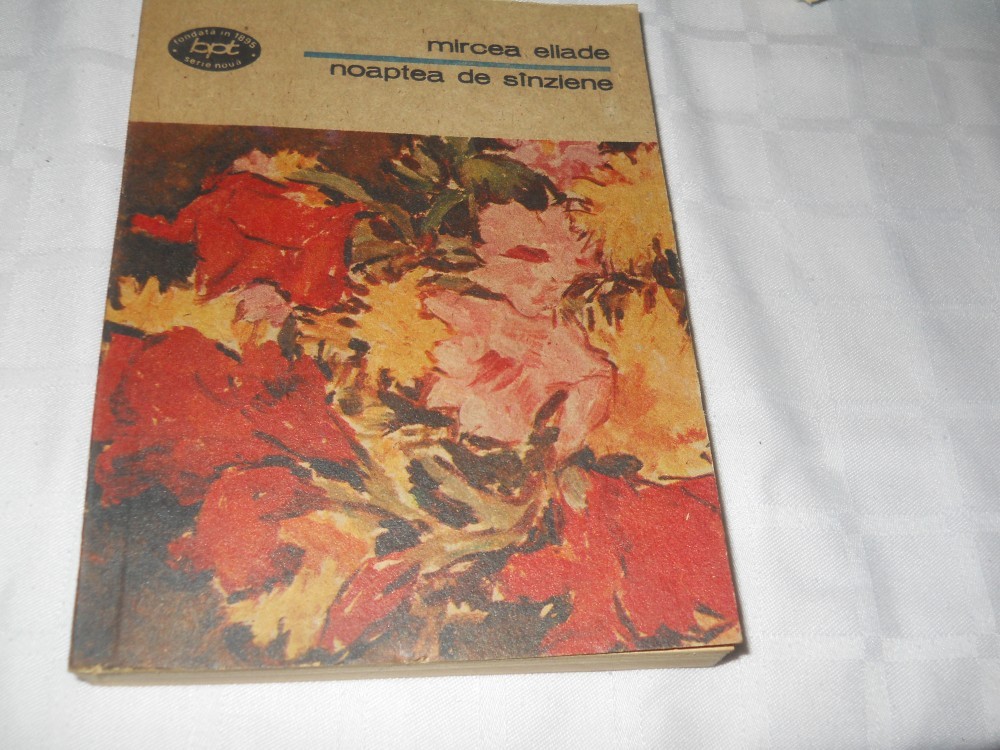 fondată în 1895
bpt
serie nouă
mircea eliade
noaptea de sînziene